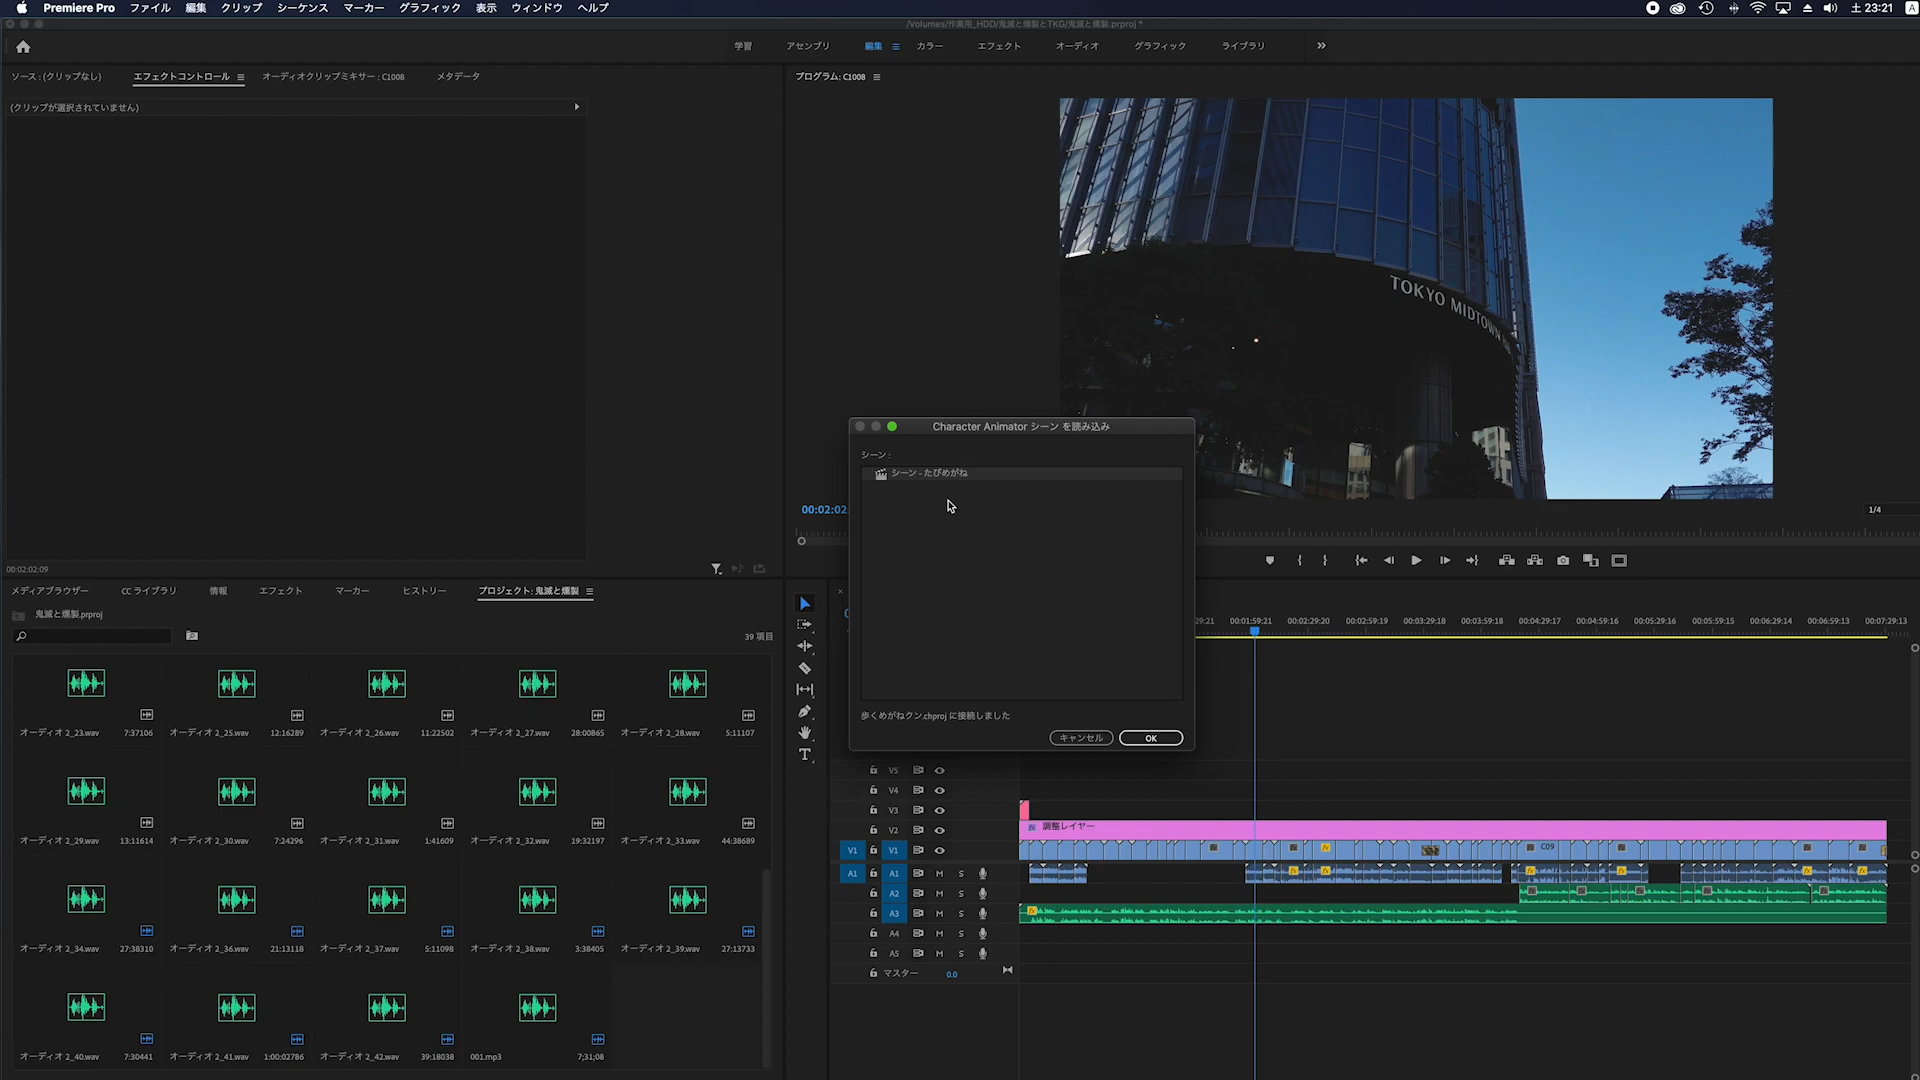 Premiere Pro ファイル 編集 クリップ シーケンス マーカー グラフィック 表示 ウィンドウ ヘルプ
土 23:21 A
/Volumes/作業用_HDD/鬼滅と燻製とTKG/鬼滅と燻製.prproj *
学習 アセンブリ 編集 カラー エフェクト オーディオ グラフィック ライブラリ
ソース : (クリップなし) エフェクトコントロール オーディオクリップミキサー : C1008 メタデータ
プログラム: C1008
(クリップが選択されていません)
TOKYO MIDTOWN
Character Animator シーン を読み込み
シーン :
シーン - たびめがね
00:02:02
1/4
00:02:02:09
メディアブラウザー CC ライブラリ 情報 エフェクト マーカー ヒストリー プロジェクト: 鬼滅と燻製
鬼滅と燻製.prproj
39 項目
29:21 00:01:59:21 00:02:29:20 00:02:59:19 00:03:29:18 00:03:59:18 00:04:29:17 00:04:59:16 00:05:29:16 00:05:59:15 00:06:29:14 00:06:59:13 00:07:29:13
歩くめがねクン.chproj に接続しました
キャンセル OK
オーディオ 2_23.wav 7:37106 オーディオ 2_25.wav 12:16289 オーディオ 2_26.wav 11:22502 オーディオ 2_27.wav 28:00865 オーディオ 2_28.wav 5:11107
オーディオ 2_29.wav 13:11614 オーディオ 2_30.wav 7:24296 オーディオ 2_31.wav 1:41609 オーディオ 2_32.wav 19:32197 オーディオ 2_33.wav 44:38689
オーディオ 2_34.wav 27:38310 オーディオ 2_36.wav 21:13118 オーディオ 2_37.wav 5:11098 オーディオ 2_38.wav 3:38405 オーディオ 2_39.wav 27:13733
オーディオ 2_40.wav 7:30441 オーディオ 2_41.wav 1:00:02786 オーディオ 2_42.wav 39:18038 001.mp3 7;31;08
V5
V4
V3
V2 fx 調整レイヤー
V1 V1 fx C09
A1 A1 M S
A2 M S
A3 M S
A4 M S
A5 M S
マスター 0.0